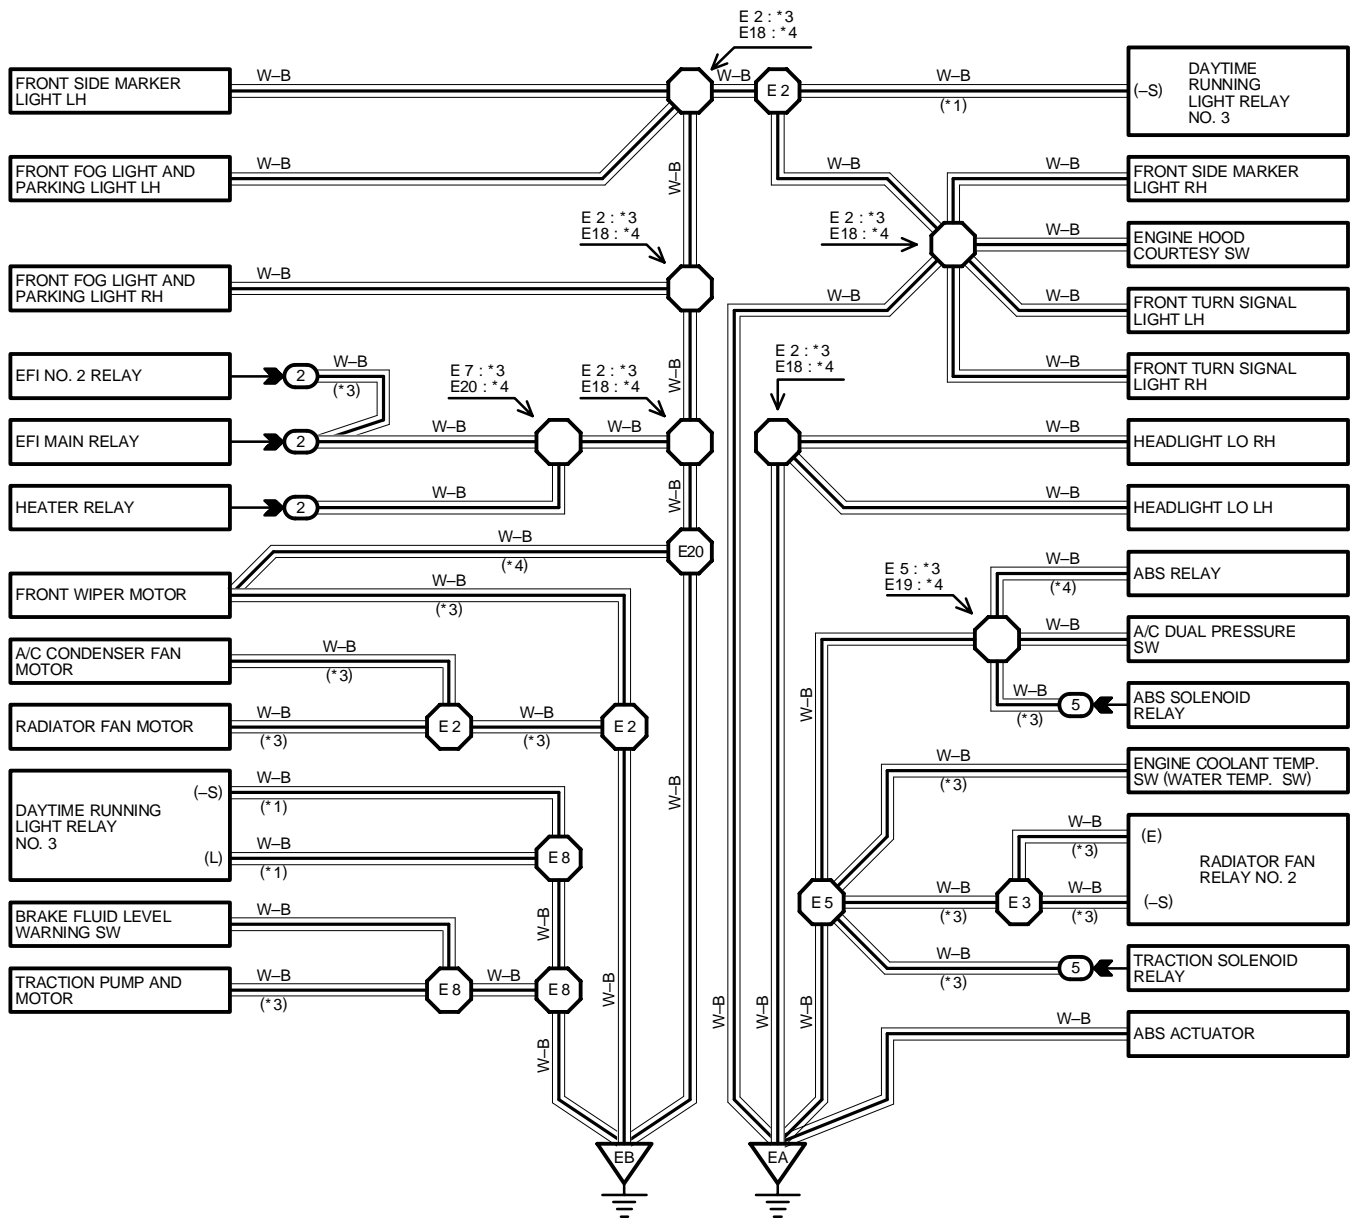 E 2 : *3
E18 : *4
FRONT SIDE MARKER
LIGHT LH
W–B
W–B
E 2
W–B
(*1)
(–S)
DAYTIME
RUNNING
LIGHT RELAY
NO. 3
FRONT FOG LIGHT AND
PARKING LIGHT LH
W–B
W–B
W–B
W–B
FRONT SIDE MARKER
LIGHT RH
E 2 : *3
E18 : *4
E 2 : *3
E18 : *4
W–B
ENGINE HOOD
COURTESY SW
FRONT FOG LIGHT AND
PARKING LIGHT RH
W–B
W–B
W–B
FRONT TURN SIGNAL
LIGHT LH
EFI NO. 2 RELAY
2
W–B
(*3)
E 7 : *3
E20 : *4
E 2 : *3
E18 : *4
W–B
E 2 : *3
E18 : *4
W–B
FRONT TURN SIGNAL
LIGHT RH
EFI MAIN RELAY
2
W–B
W–B
W–B
HEADLIGHT LO RH
HEATER RELAY
2
W–B
W–B
W–B
HEADLIGHT LO LH
W–B
(*4)
E20
FRONT WIPER MOTOR
W–B
(*3)
E 5 : *3
E19 : *4
W–B
(*4)
ABS RELAY
A/C CONDENSER FAN
MOTOR
W–B
(*3)
W–B
A/C DUAL PRESSURE
SW
RADIATOR FAN MOTOR
W–B
(*3)
E 2
W–B
(*3)
E 2
W–B
W–B
(*3)
5
ABS SOLENOID
RELAY
DAYTIME RUNNING
LIGHT RELAY
NO. 3
(–S)
W–B
(*1)
(L)
W–B
(*1)
E 8
W–B
W–B
(*3)
ENGINE COOLANT TEMP.
SW (WATER TEMP. SW)
W–B
(*3)
(E)
RADIATOR FAN
RELAY NO. 2
E 5
W–B
(*3)
E 3
W–B
(*3)
(–S)
BRAKE FLUID LEVEL
WARNING SW
W–B
W–B
TRACTION PUMP AND
MOTOR
W–B
(*3)
E 8
W–B
E 8
W–B
W–B
W–B
W–B
W–B
(*3)
5
TRACTION SOLENOID
RELAY
W–B
W–B
ABS ACTUATOR
EB
EA